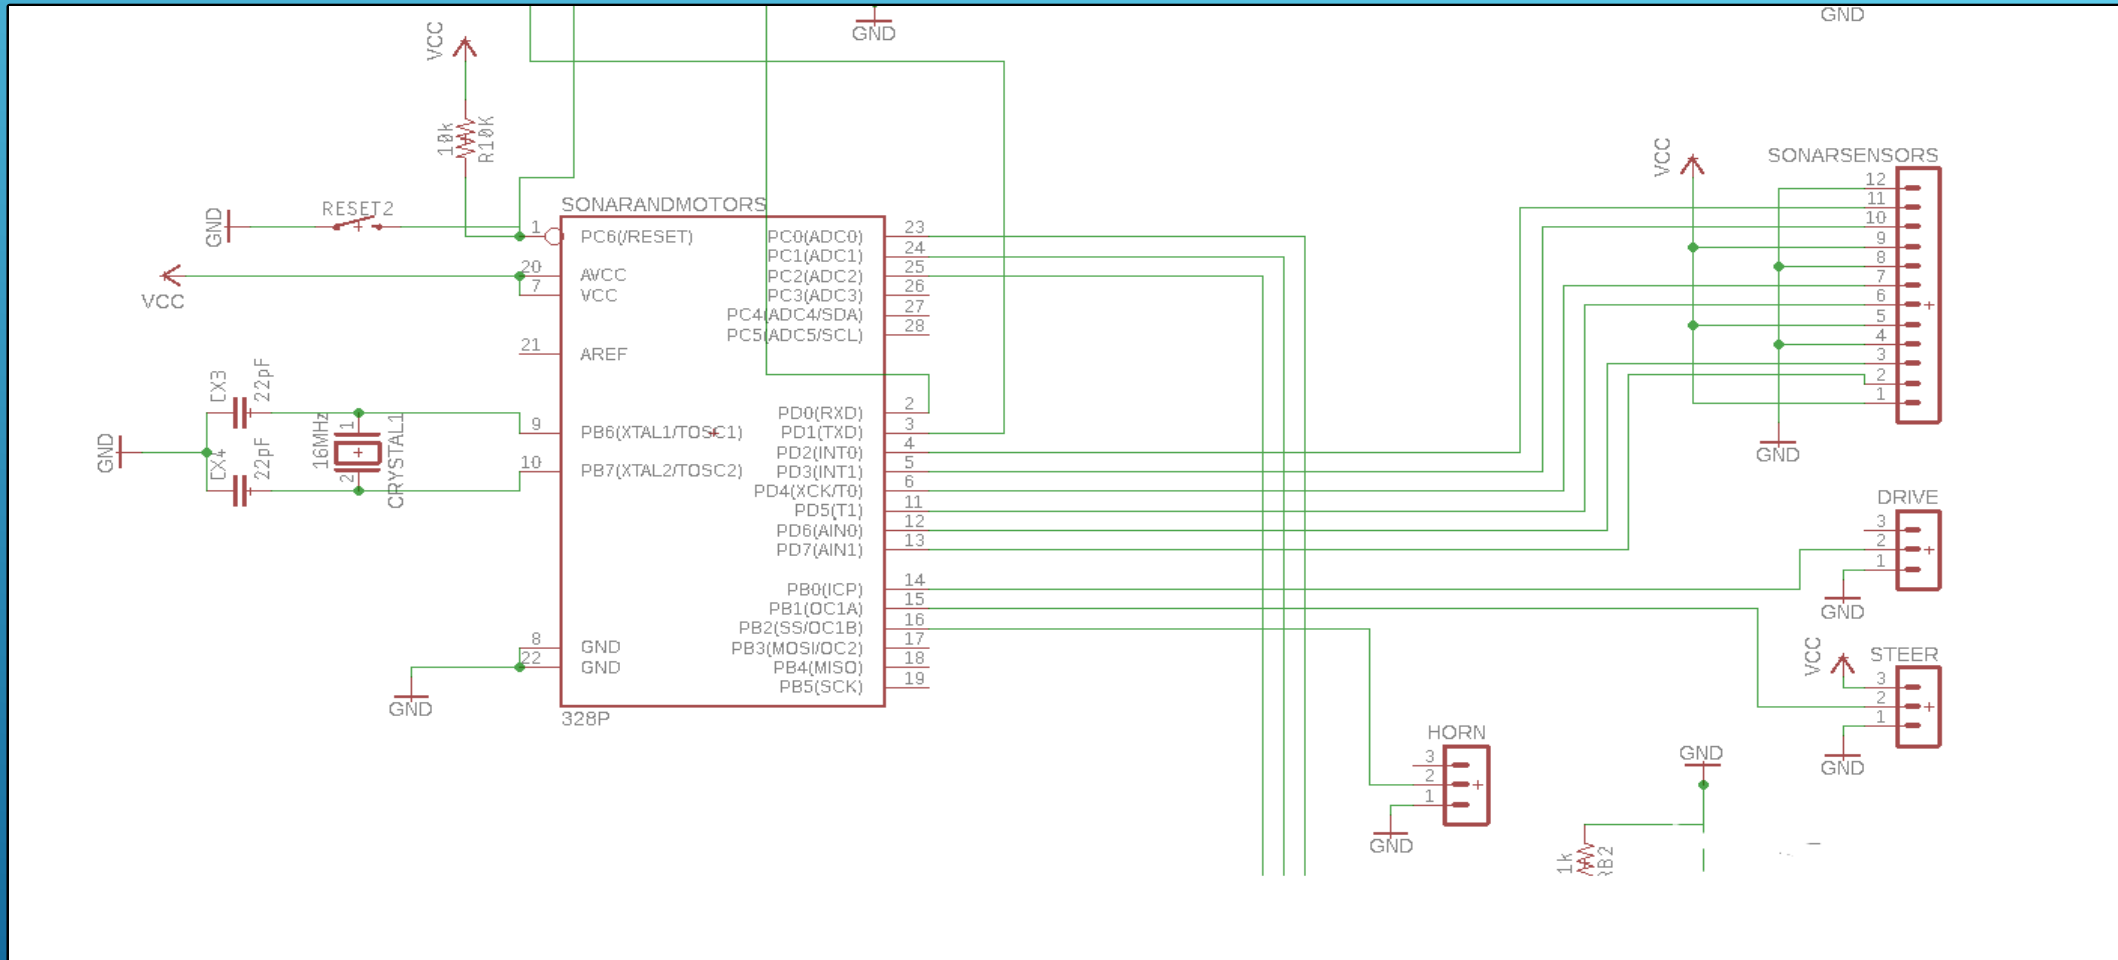 GND
GND
VCC
10k
R10K
VCC
SONARSENSORS
12
11
10
9
8
7
6
5
4
3
2
1
GND
GND
RESET2
SONARANDMOTORS
1 PC6(/RESET)
20 AVCC
7 VCC
VCC
21 AREF
9 PB6(XTAL1/TOSC1)
10 PB7(XTAL2/TOSC2)
8 GND
22 GND
GND
328P
PC0(ADC0) 23
PC1(ADC1) 24
PC2(ADC2) 25
PC3(ADC3) 26
PC4(ADC4/SDA) 27
PC5(ADC5/SCL) 28
PD0(RXD) 2
PD1(TXD) 3
PD2(INT0) 4
PD3(INT1) 5
PD4(XCK/T0) 6
PD5(T1) 11
PD6(AIN0) 12
PD7(AIN1) 13
PB0(ICP) 14
PB1(OC1A) 15
PB2(SS/OC1B) 16
PB3(MOSI/OC2) 17
PB4(MISO) 18
PB5(SCK) 19
CX3
22pF
CX4
22pF
GND
16MHz
1
2
CRYSTAL1
DRIVE
3
2
1
GND
VCC
STEER
3
2
1
GND
HORN
3
2
1
GND
GND
1k